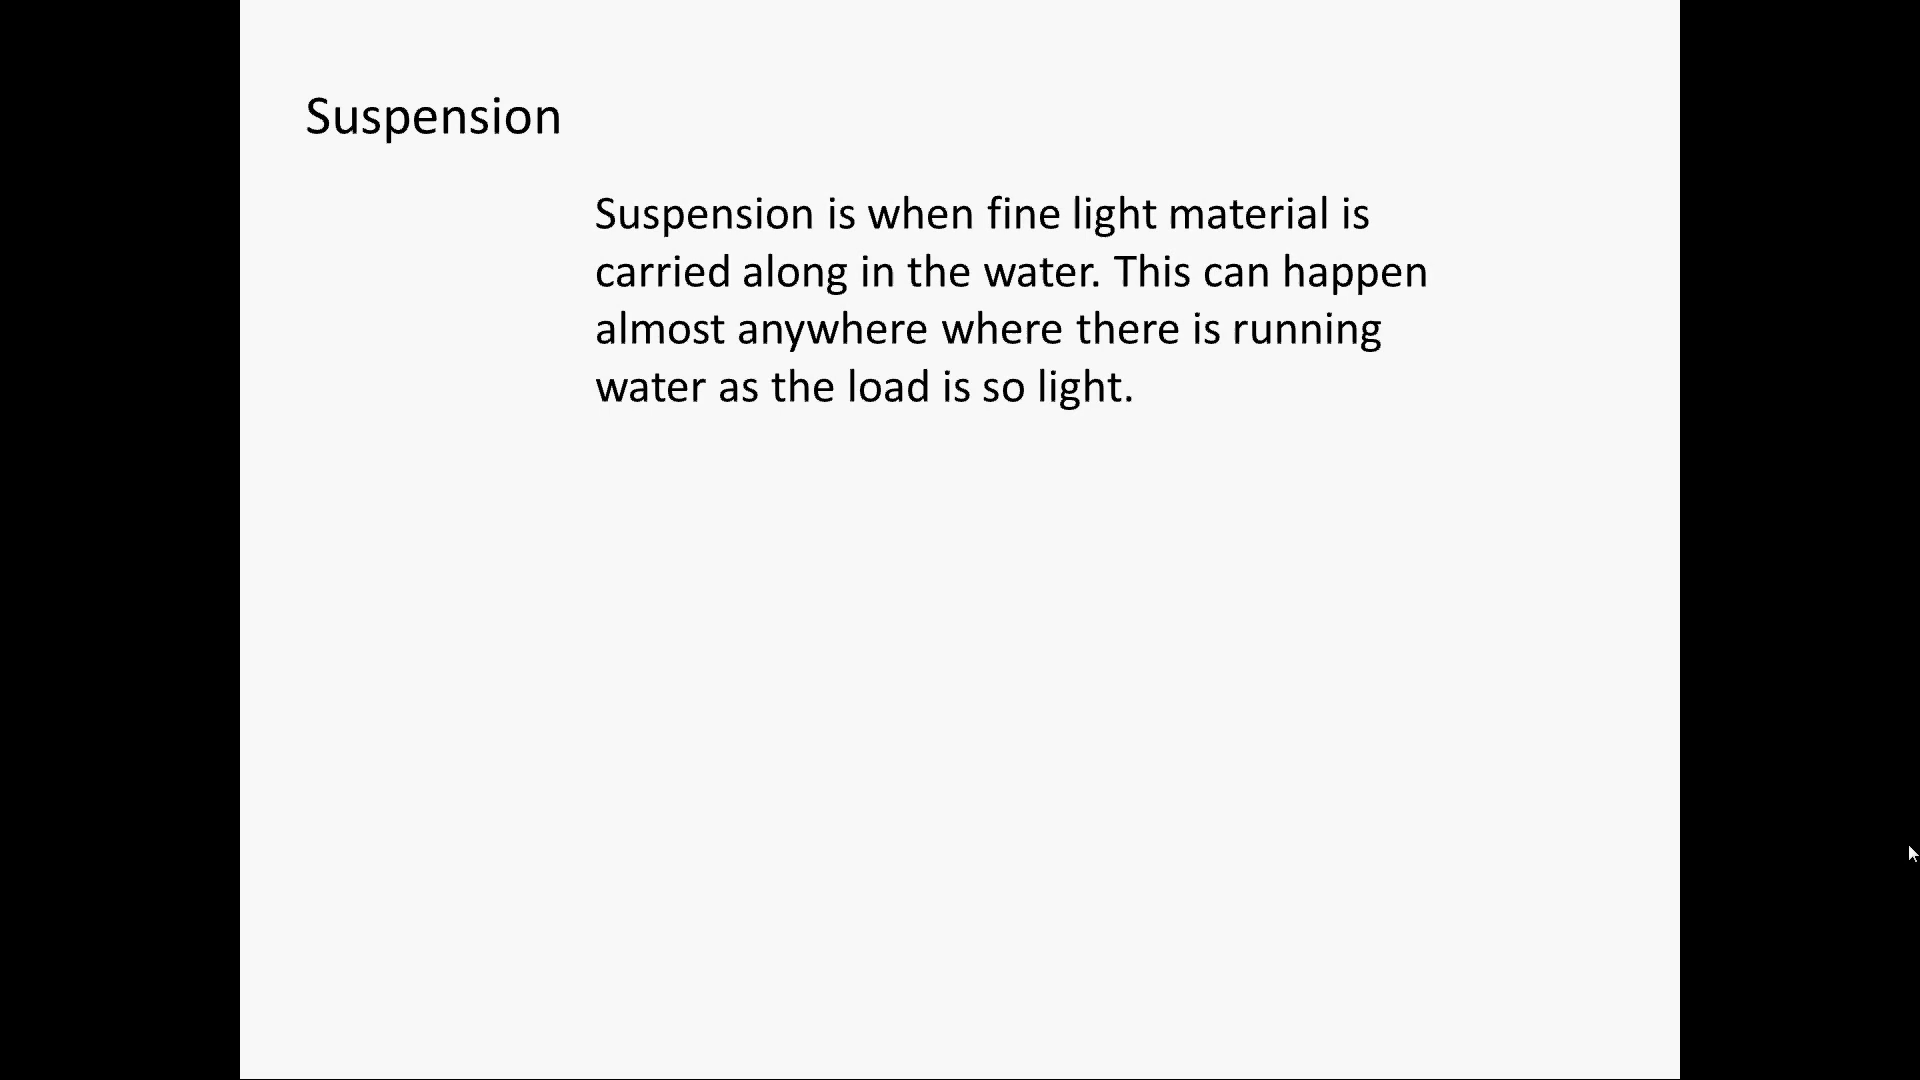 Suspension
Suspension is when fine light material is
carried along in the water. This can happen
almost anywhere where there is running
water as the load is so light.